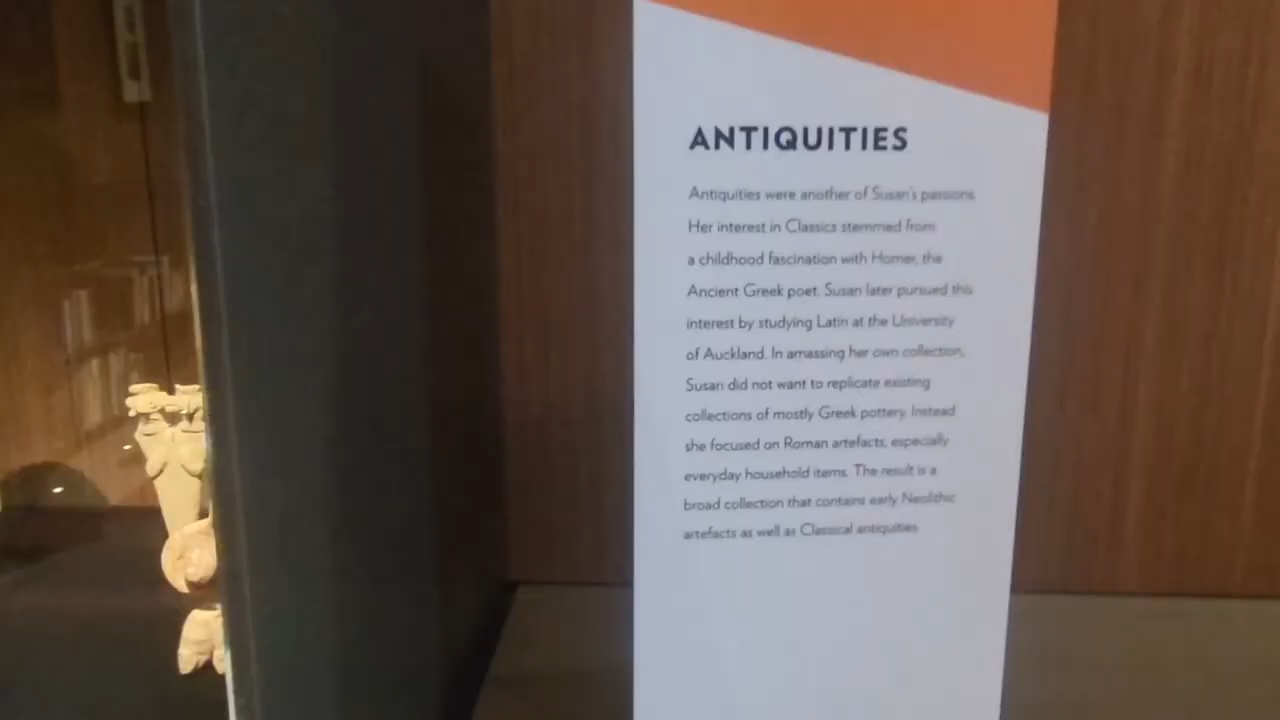 ANTIQUITIES
Antiquities were another of Susan's passions.
Her interest in Classics stemmed from
a childhood fascination with Homer, the
Ancient Greek poet. Susan later pursued this
interest by studying Latin at the University
of Auckland. In amassing her own collection,
Susan did not want to replicate existing
collections of mostly Greek pottery. Instead
she focused on Roman artefacts, especially
everyday household items. The result is a
broad collection that contains early Neolithic
artefacts as well as Classical antiquities.